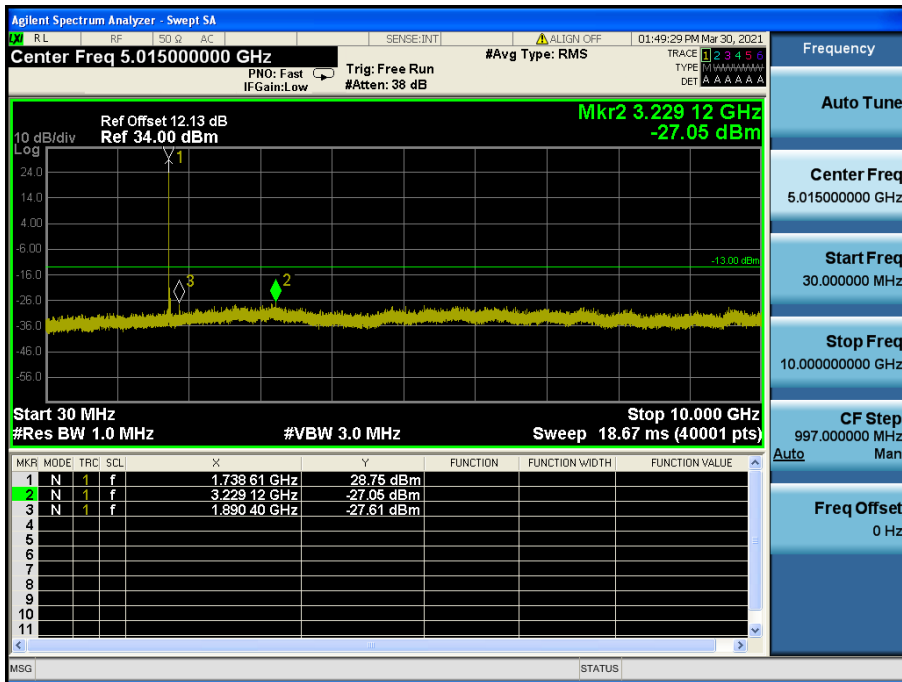 Agilent Spectrum Analyzer - Swept SA
LXI RL RF 50 Ω AC SENSE:INT ALIGN OFF 01:49:29 PM Mar 30, 2021
Center Freq 5.015000000 GHz
PNO: Fast
IFGain:Low
Trig: Free Run
#Atten: 38 dB
#Avg Type: RMS
TRACE 1 2 3 4 5 6
TYPE M WWWWW
DET A A A A A A
Frequency
Mkr2 3.229 12 GHz
-27.05 dBm
Ref Offset 12.13 dB
10 dB/div Ref 34.00 dBm
Log
1
24.0
14.0
4.00
-6.00
-13.00 dBm
-16.0
3
2
-26.0
-36.0
-46.0
-56.0
Start 30 MHz Stop 10.000 GHz
#Res BW 1.0 MHz #VBW 3.0 MHz Sweep 18.67 ms (40001 pts)
MKR MODE TRC SCL X Y FUNCTION FUNCTION WIDTH FUNCTION VALUE
1 N 1 f 1.738 61 GHz 28.75 dBm
2 N 1 f 3.229 12 GHz -27.05 dBm
3 N 1 f 1.890 40 GHz -27.61 dBm
4
5
6
7
8
9
10
11
MSG STATUS
Auto Tune
Center Freq
5.015000000 GHz
Start Freq
30.000000 MHz
Stop Freq
10.000000000 GHz
CF Step
997.000000 MHz
Auto Man
Freq Offset
0 Hz